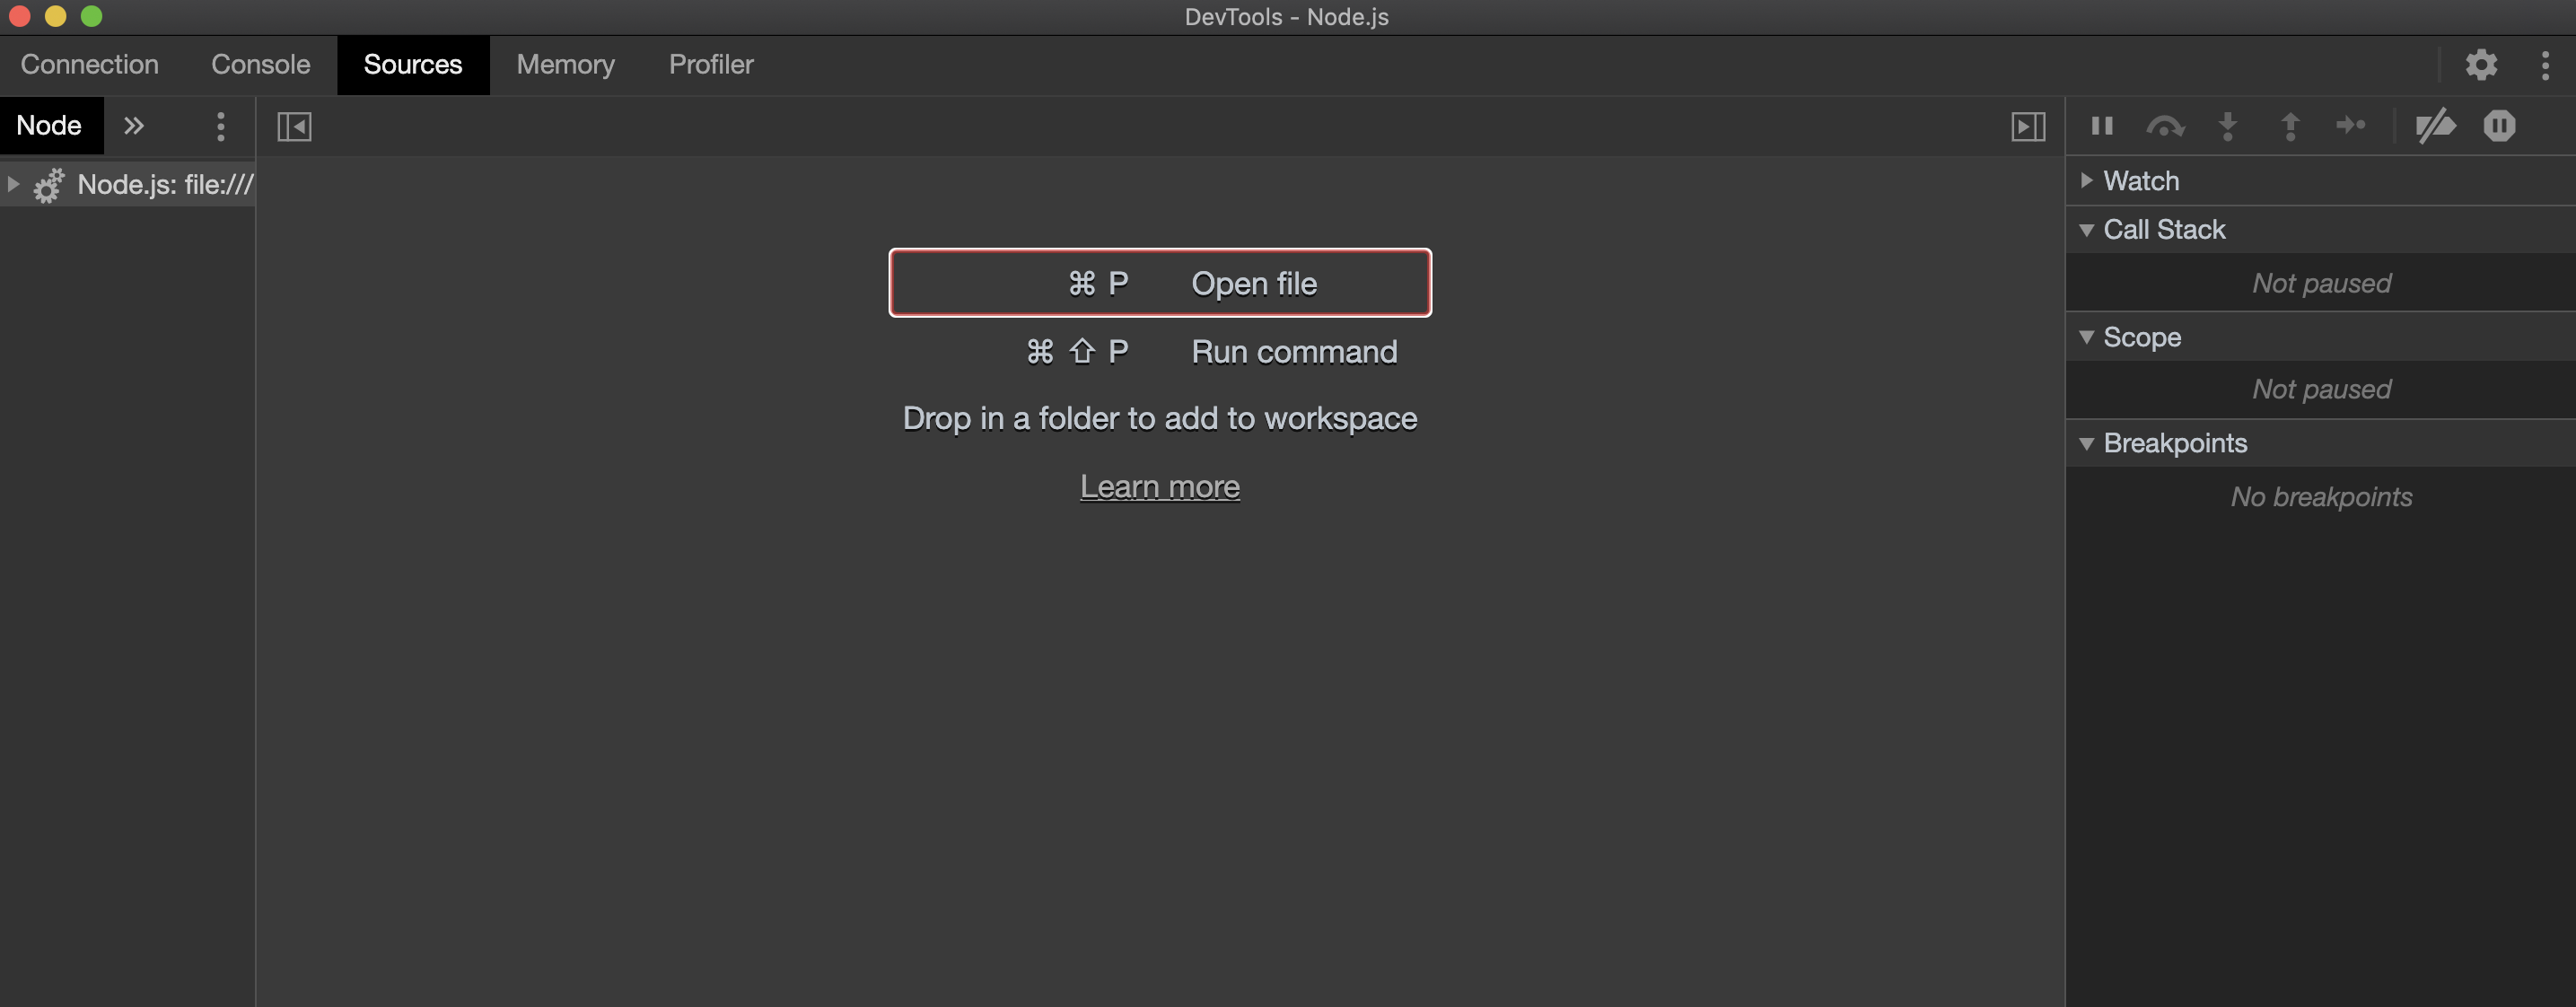 DevTools - Node.js
Connection Console Sources Memory Profiler
Node
Node.js: file:///
⌘ P Open file
⌘ ⇧ P Run command
Drop in a folder to add to workspace
Learn more
Watch
Call Stack
Not paused
Scope
Not paused
Breakpoints
No breakpoints